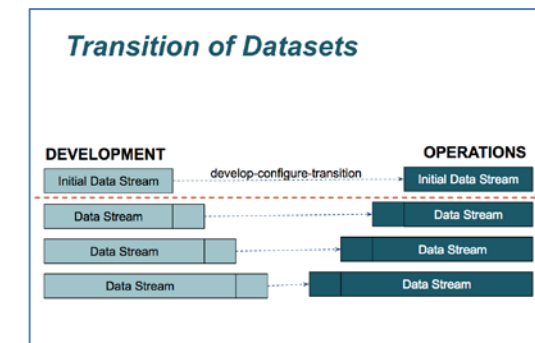 Transition of Datasets
DEVELOPMENT
OPERATIONS
Initial Data Stream
develop-configure-transition
Initial Data Stream
Data Stream
Data Stream
Data Stream
Data Stream
Data Stream
Data Stream